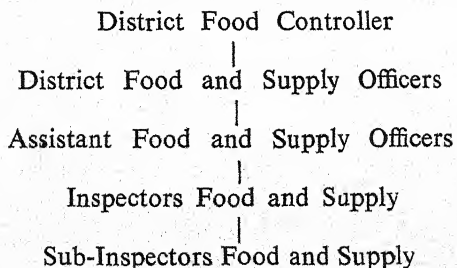 District Food Controller
District Food and Supply Officers
Assistant Food and Supply Officers
Inspectors Food and Supply
Sub-Inspectors Food and Supply